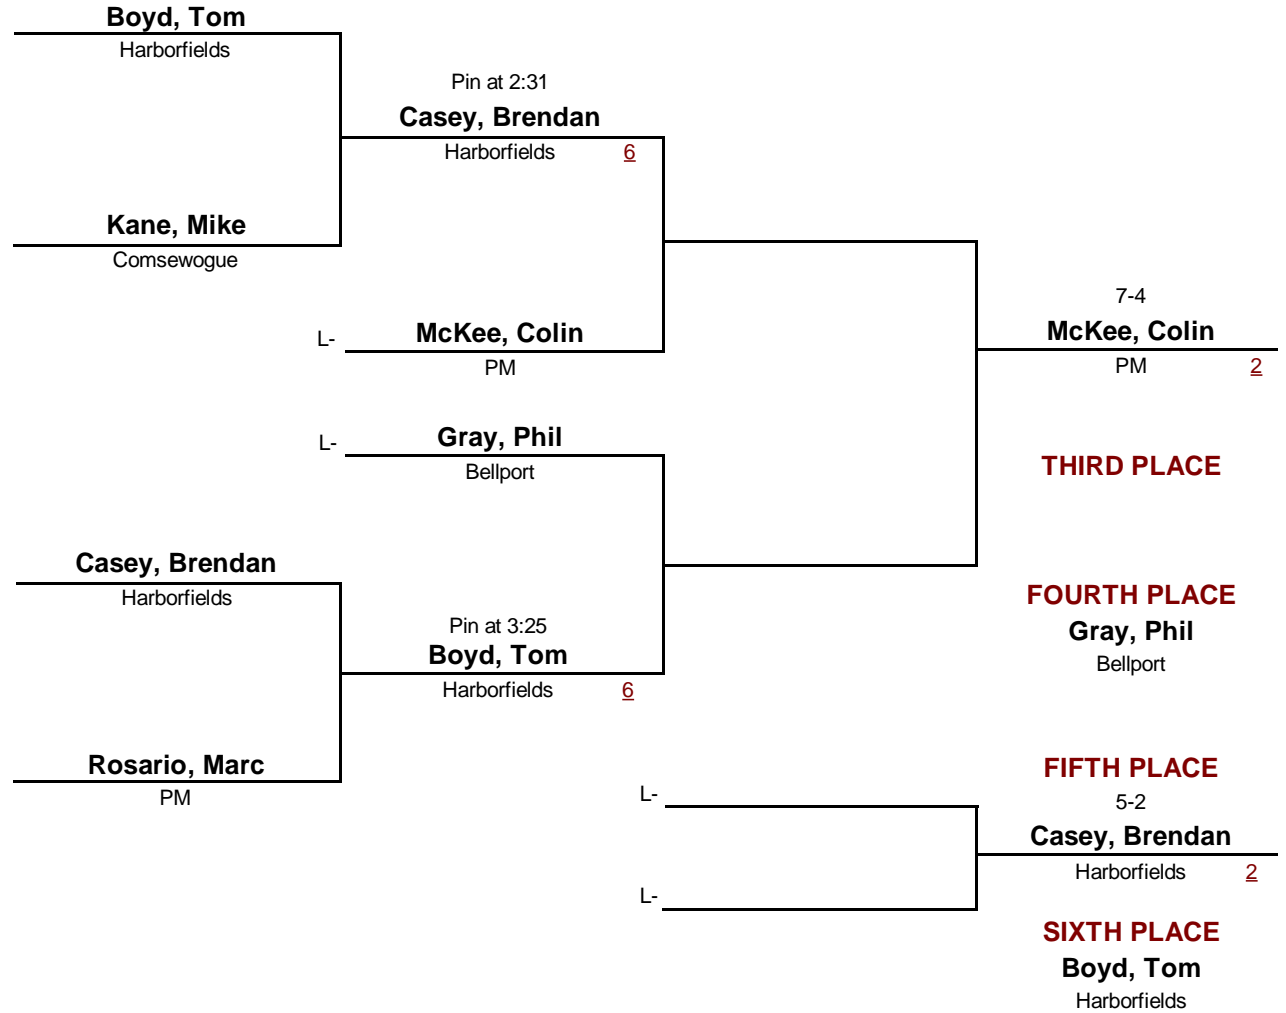 Boyd, Tom
Harborfields
Pin at 2:31
Casey, Brendan
Harborfields 6
Kane, Mike
Comsewogue
7-4
McKee, Colin
PM 2
L- McKee, Colin
PM
L- Gray, Phil
Bellport
THIRD PLACE
Casey, Brendan
Harborfields
FOURTH PLACE
Gray, Phil
Bellport
Pin at 3:25
Boyd, Tom
Harborfields 6
Rosario, Marc
PM
FIFTH PLACE
L-
5-2
Casey, Brendan
Harborfields 2
L-
SIXTH PLACE
Boyd, Tom
Harborfields